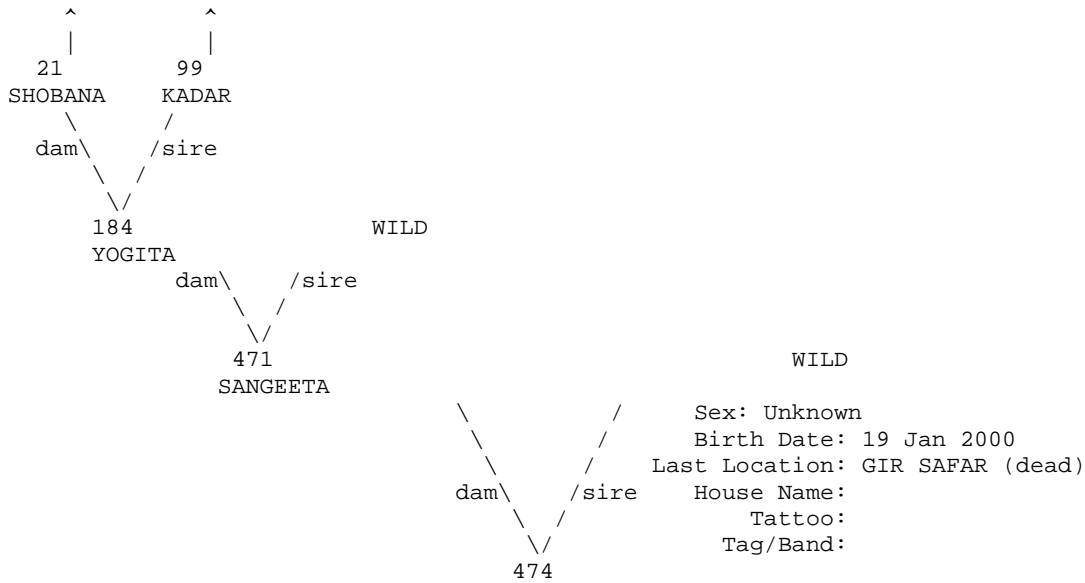 ^ ^
| |
21 99
SHOBANA KADAR
\ /
dam\ /sire
\ /
\/
184 WILD
YOGITA
dam\ /sire
\ /
\/
471 WILD
SANGEETA
\ / Sex: Unknown
\ / Birth Date: 19 Jan 2000
\ / Last Location: GIR SAFAR (dead)
dam\ /sire House Name:
\ / Tattoo:
\/ Tag/Band:
474